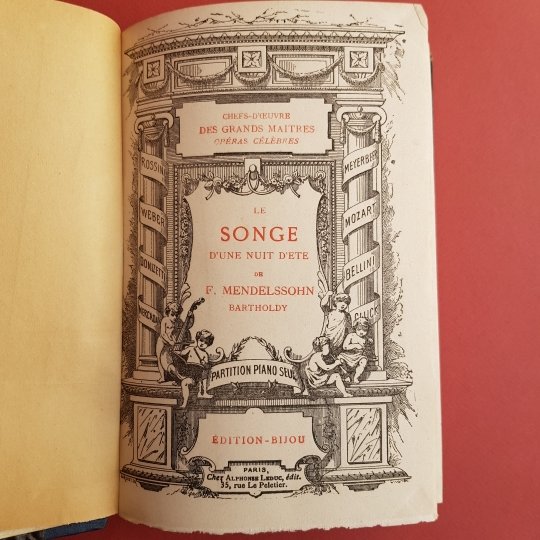 CHEFS-D'ŒUVRE
DES GRANDS MAITRES
OPÉRAS CÉLÈBRES
ROSSINI
WEBER
DONIZETTI
MEYERBEER
MOZART
BELLINI
GLUCK
LE
SONGE
D'UNE NUIT D'ETE
DE
F. MENDELSSOHN
BARTHOLDY
PARTITION PIANO SEUL
ÉDITION-BIJOU
PARIS,
Chez ALPHONSE LEDUC, édit.
35, rue Le Peletier.